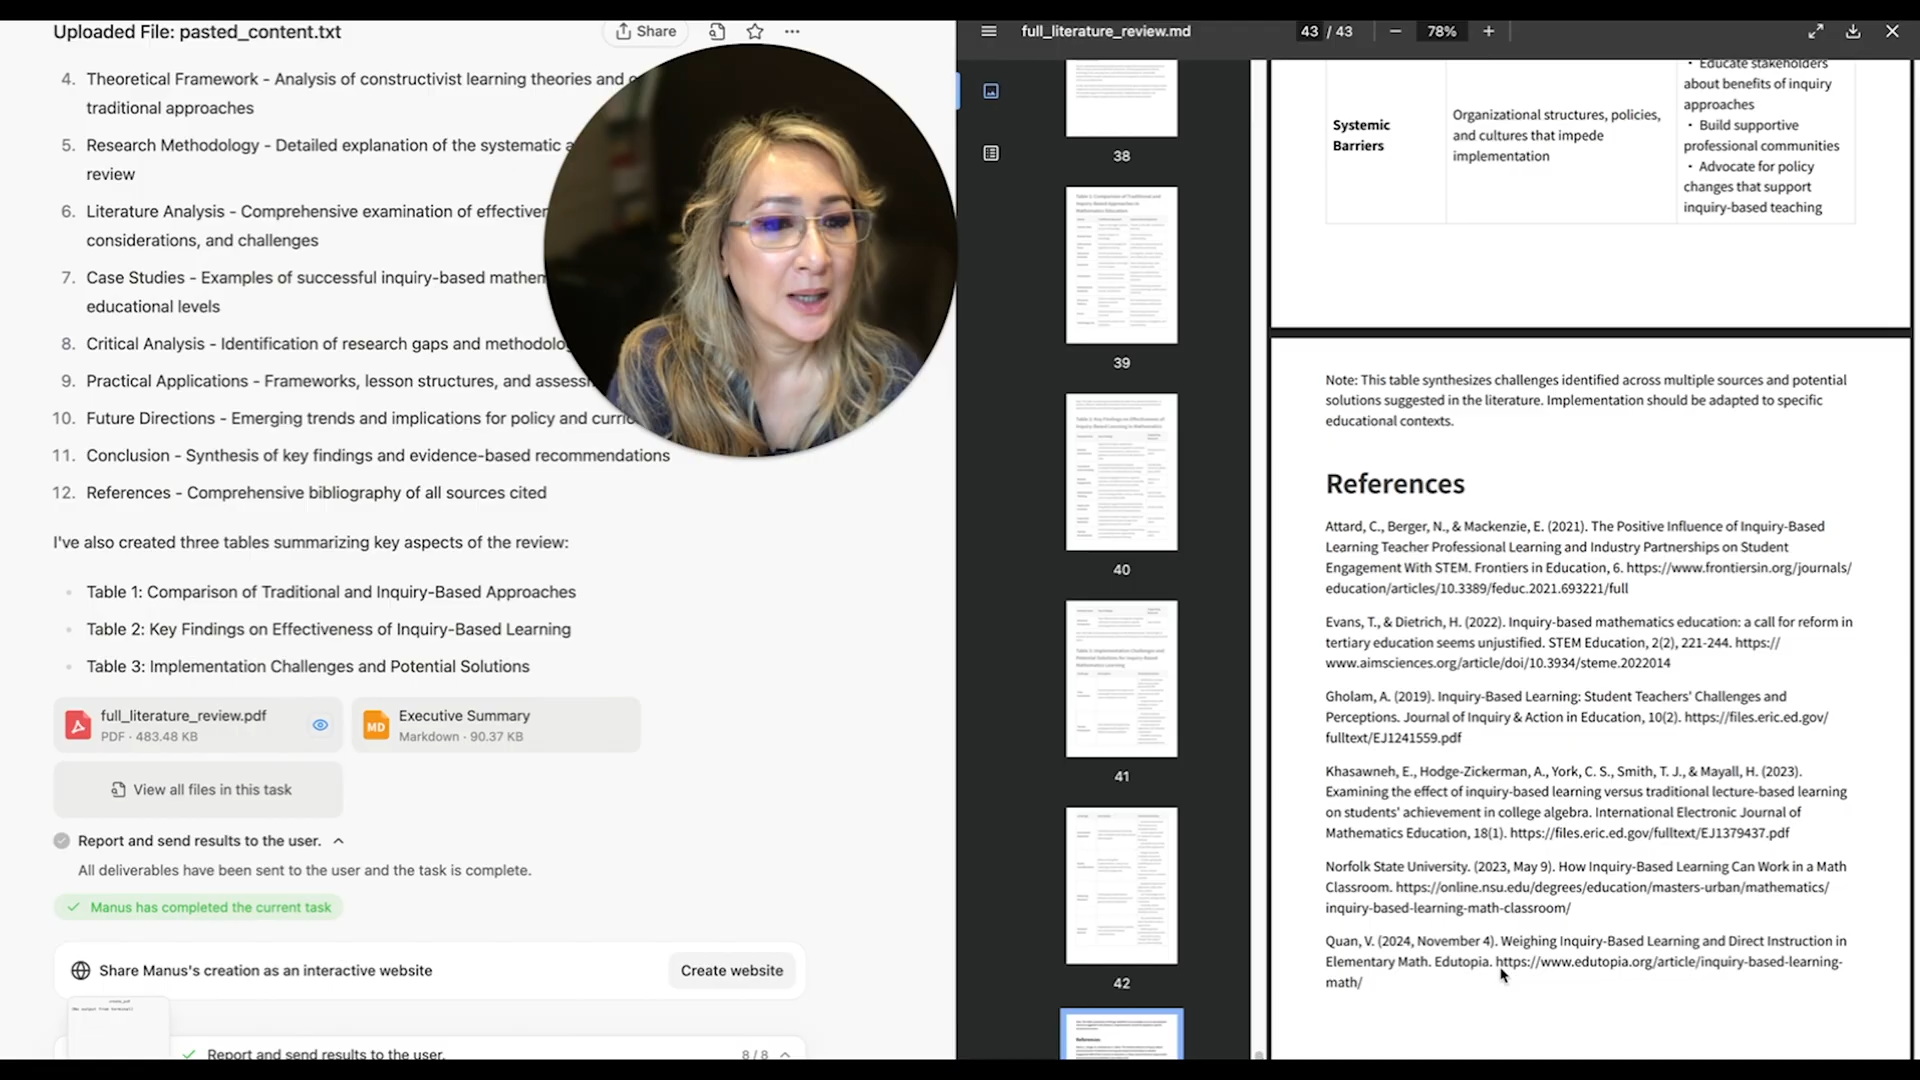 Uploaded File: pasted_content.txt
Share
4. Theoretical Framework - Analysis of constructivist learning theories and
traditional approaches
5. Research Methodology - Detailed explanation of the systematic
review
6. Literature Analysis - Comprehensive examination of
considerations, and challenges
7. Case Studies - Examples of successful inquiry-based
educational levels
8. Critical Analysis - Identification of research gaps and
9. Practical Applications - Frameworks, lesson structures, and
10. Future Directions - Emerging trends and implications for policy and
11. Conclusion - Synthesis of key findings and evidence-based recommendations
12. References - Comprehensive bibliography of all sources cited
I've also created three tables summarizing key aspects of the review:
Table 1: Comparison of Traditional and Inquiry-Based Approaches
Table 2: Key Findings on Effectiveness of Inquiry-Based Learning
Table 3: Implementation Challenges and Potential Solutions
full_literature_review.pdf
PDF · 483.48 KB
MD
Executive Summary
Markdown · 90.37 KB
View all files in this task
Report and send results to the user.
All deliverables have been sent to the user and the task is complete.
Manus has completed the current task
Share Manus's creation as an interactive website
Create website
Report and send results to the user.
8 / 8
full_literature_review.md
43 / 43
78%
38
39
40
41
42
Systemic
Barriers
Organizational structures, policies,
and cultures that impede
implementation
• Educate stakeholders
about benefits of inquiry
approaches
• Build supportive
professional communities
• Advocate for policy
changes that support
inquiry-based teaching
Note: This table synthesizes challenges identified across multiple sources and potential
solutions suggested in the literature. Implementation should be adapted to specific
educational contexts.
References
Attard, C., Berger, N., & Mackenzie, E. (2021). The Positive Influence of Inquiry-Based
Learning Teacher Professional Learning and Industry Partnerships on Student
Engagement With STEM. Frontiers in Education, 6. https://www.frontiersin.org/journals/
education/articles/10.3389/feduc.2021.693221/full
Evans, T., & Dietrich, H. (2022). Inquiry-based mathematics education: a call for reform in
tertiary education seems unjustified. STEM Education, 2(2), 221-244. https://
www.aimsciences.org/article/doi/10.3934/steme.2022014
Gholam, A. (2019). Inquiry-Based Learning: Student Teachers' Challenges and
Perceptions. Journal of Inquiry & Action in Education, 10(2). https://files.eric.ed.gov/
fulltext/EJ1241559.pdf
Khasawneh, E., Hodge-Zickerman, A., York, C. S., Smith, T. J., & Mayall, H. (2023).
Examining the effect of inquiry-based learning versus traditional lecture-based learning
on students' achievement in college algebra. International Electronic Journal of
Mathematics Education, 18(1). https://files.eric.ed.gov/fulltext/EJ1379437.pdf
Norfolk State University. (2023, May 9). How Inquiry-Based Learning Can Work in a Math
Classroom. https://online.nsu.edu/degrees/education/masters-urban/mathematics/
inquiry-based-learning-math-classroom/
Quan, V. (2024, November 4). Weighing Inquiry-Based Learning and Direct Instruction in
Elementary Math. Edutopia. https://www.edutopia.org/article/inquiry-based-learning-
math/